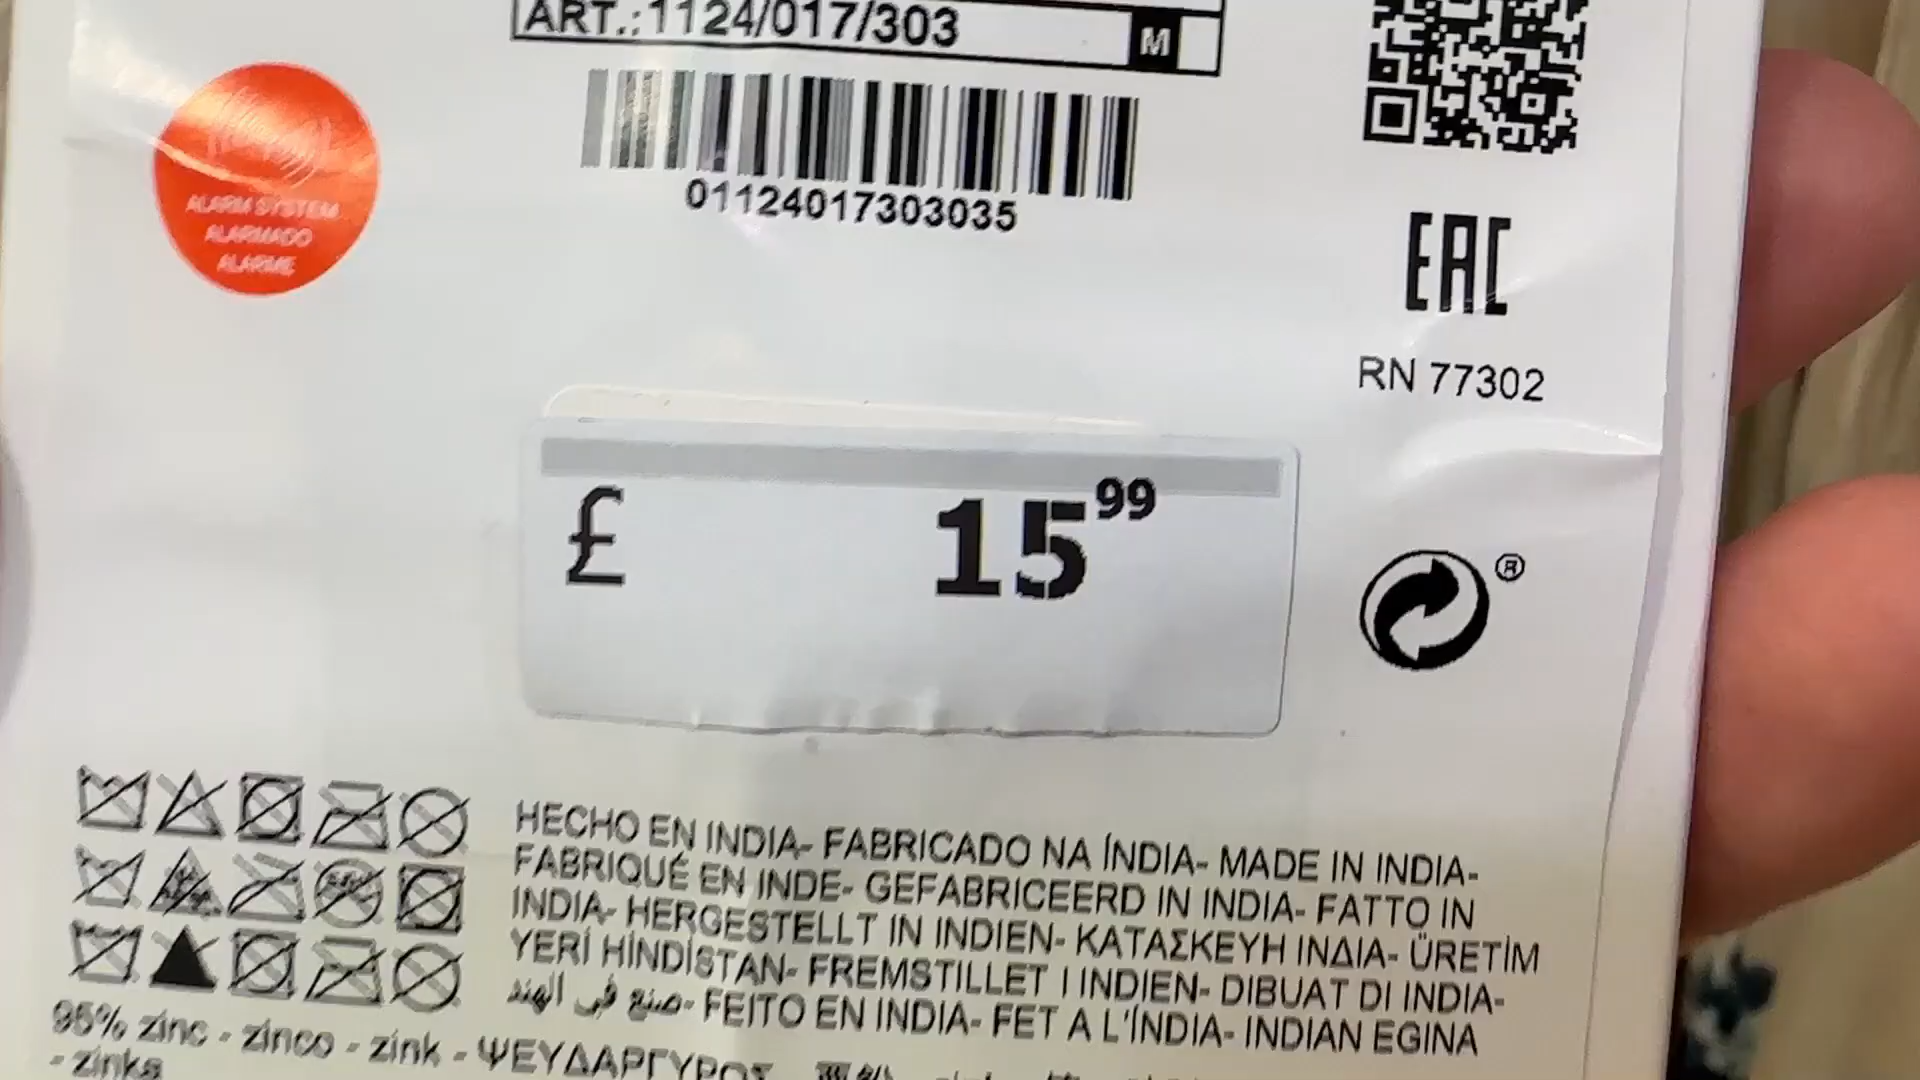 ART.: 1124/017/303 M
01124017303035
ALARM SYSTEM
ALARMADO
ALARME
EAC
RN 77302
£ 15 99
®
HECHO EN INDIA- FABRICADO NA ÍNDIA- MADE IN INDIA-
FABRIQUÉ EN INDE- GEFABRICEERD IN INDIA- FATTO IN
INDIA- HERGESTELLT IN INDIEN- ΚΑΤΑΣΚΕΥΗ ΙΝΔΙΑ- ÜRETİM
YERİ HİNDİSTAN- FREMSTILLET I INDIEN- DIBUAT DI INDIA-
صنع في الهند- FEITO EN INDIA- FET A L'ÍNDIA- INDIAN EGINA
95% zinc - zinco - zink - ΨΕΥΔΑΡΓΥΡΟΣ
- zinks